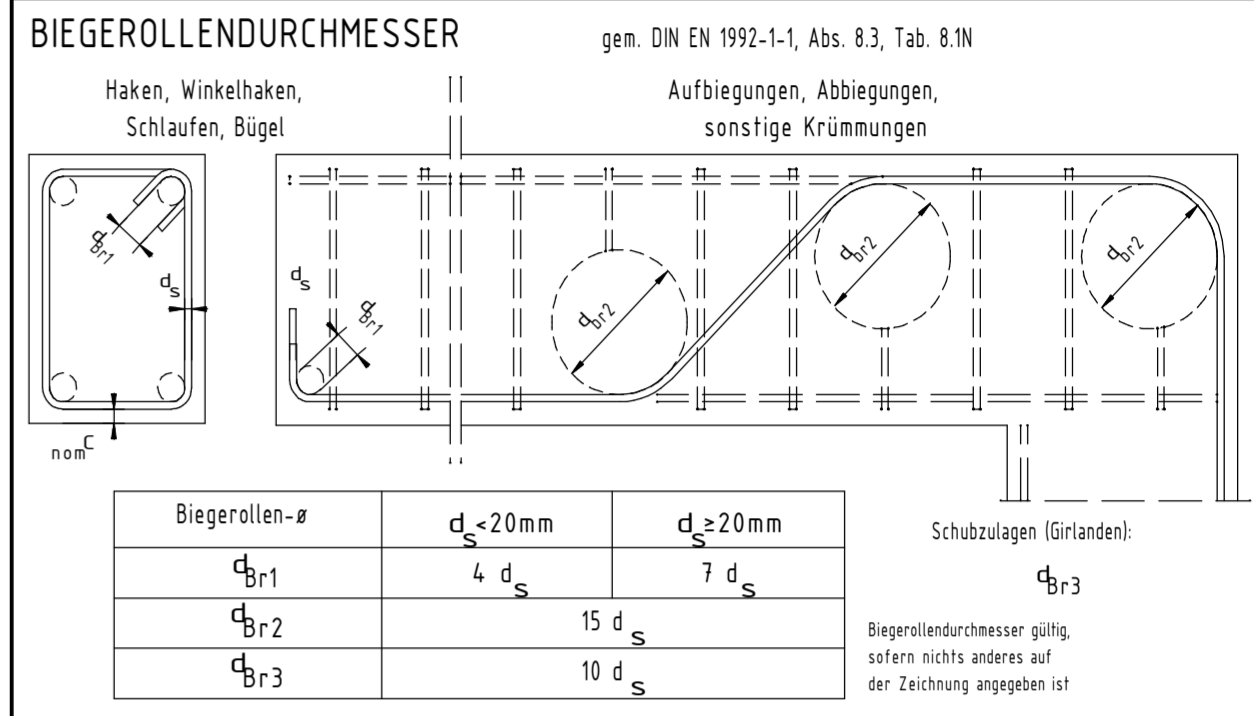 BIEGEROLLENDURCHMESSER
gem. DIN EN 1992-1-1, Abs. 8.3, Tab. 8.1N
Haken, Winkelhaken,
Schlaufen, Bügel
Aufbiegungen, Abbiegungen,
sonstige Krümmungen
dBr1
ds
nomC
ds
dBr1
dbr2
dbr2
dbr2
Biegerollen-ø ds<20mm ds≥20mm
dBr1 4 ds 7 ds
dBr2 15 ds
dBr3 10 ds
Schubzulagen (Girlanden):
dBr3
Biegerollendurchmesser gültig,
sofern nichts anderes auf
der Zeichnung angegeben ist